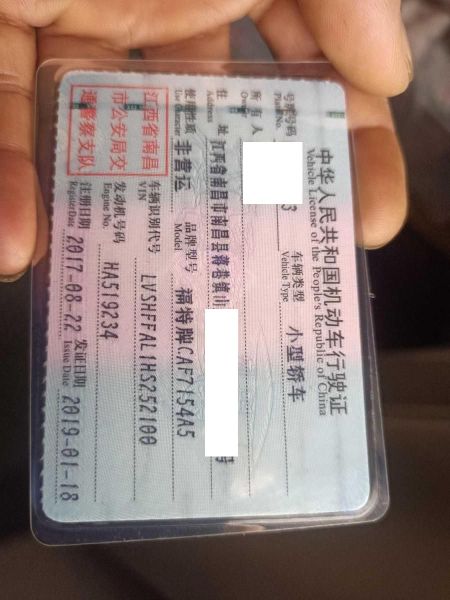 中华人民共和国机动车行驶证
Vehicle License of the People's Republic of China
号牌号码 3 车辆类型 小型轿车
Plate No. Vehicle Type
所有人
Owner
住址 江西省南昌市南昌县蒋巷镇山 号
Address
使用性质 非营运 品牌型号 福特牌CAF7154A5
Use Character Model
江西省南昌
市公安局交
通警察支队
车辆识别代号 LVSHFFAL1HS252100
VIN
发动机号码 HA519234
Engine No.
注册日期 2017-08-22 发证日期 2019-01-18
Register Date Issue Date